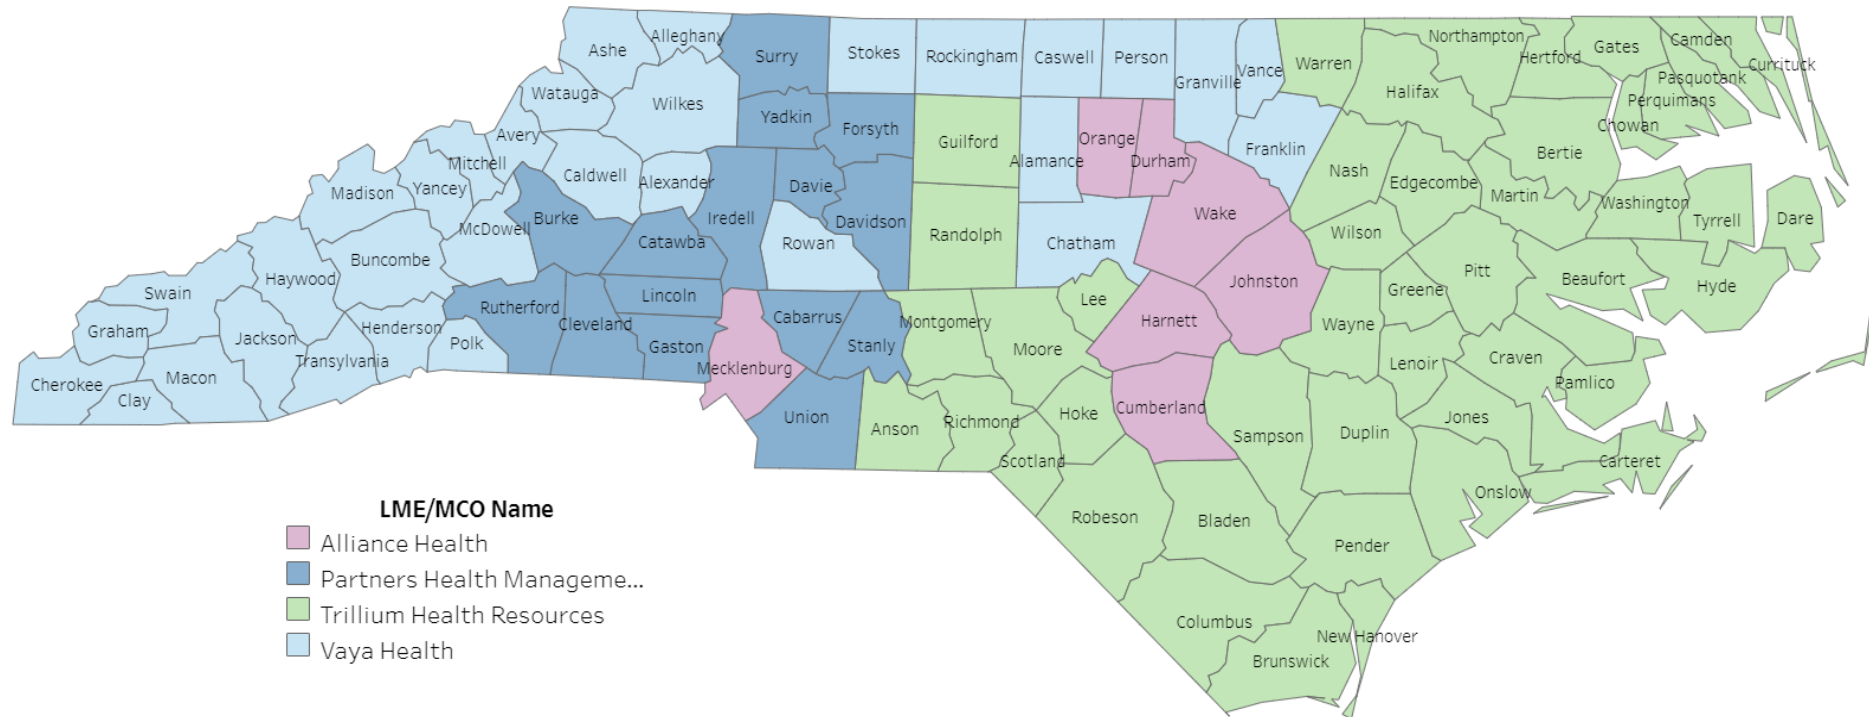 Ashe
Alleghany
Surry
Stokes
Rockingham
Caswell
Person
Granville
Vance
Warren
Northampton
Hertford
Gates
Camden
Currituck
Pasquotank
Perquimans
Chowan
Halifax
Watauga
Wilkes
Yadkin
Forsyth
Guilford
Alamance
Orange
Durham
Franklin
Nash
Edgecombe
Bertie
Martin
Washington
Tyrrell
Dare
Avery
Mitchell
Yancey
Madison
Caldwell
Alexander
Davie
Iredell
Davidson
Randolph
Chatham
Wake
Wilson
McDowell
Burke
Catawba
Rowan
Johnston
Greene
Pitt
Beaufort
Hyde
Buncombe
Haywood
Swain
Graham
Jackson
Henderson
Transylvania
Polk
Rutherford
Cleveland
Lincoln
Gaston
Mecklenburg
Cabarrus
Stanly
Montgomery
Moore
Lee
Harnett
Wayne
Lenoir
Craven
Pamlico
Cherokee
Clay
Macon
Union
Anson
Richmond
Scotland
Hoke
Cumberland
Sampson
Duplin
Jones
Carteret
Onslow
Robeson
Bladen
Pender
Columbus
Brunswick
New Hanover
LME/MCO Name
Alliance Health
Partners Health Manageme...
Trillium Health Resources
Vaya Health